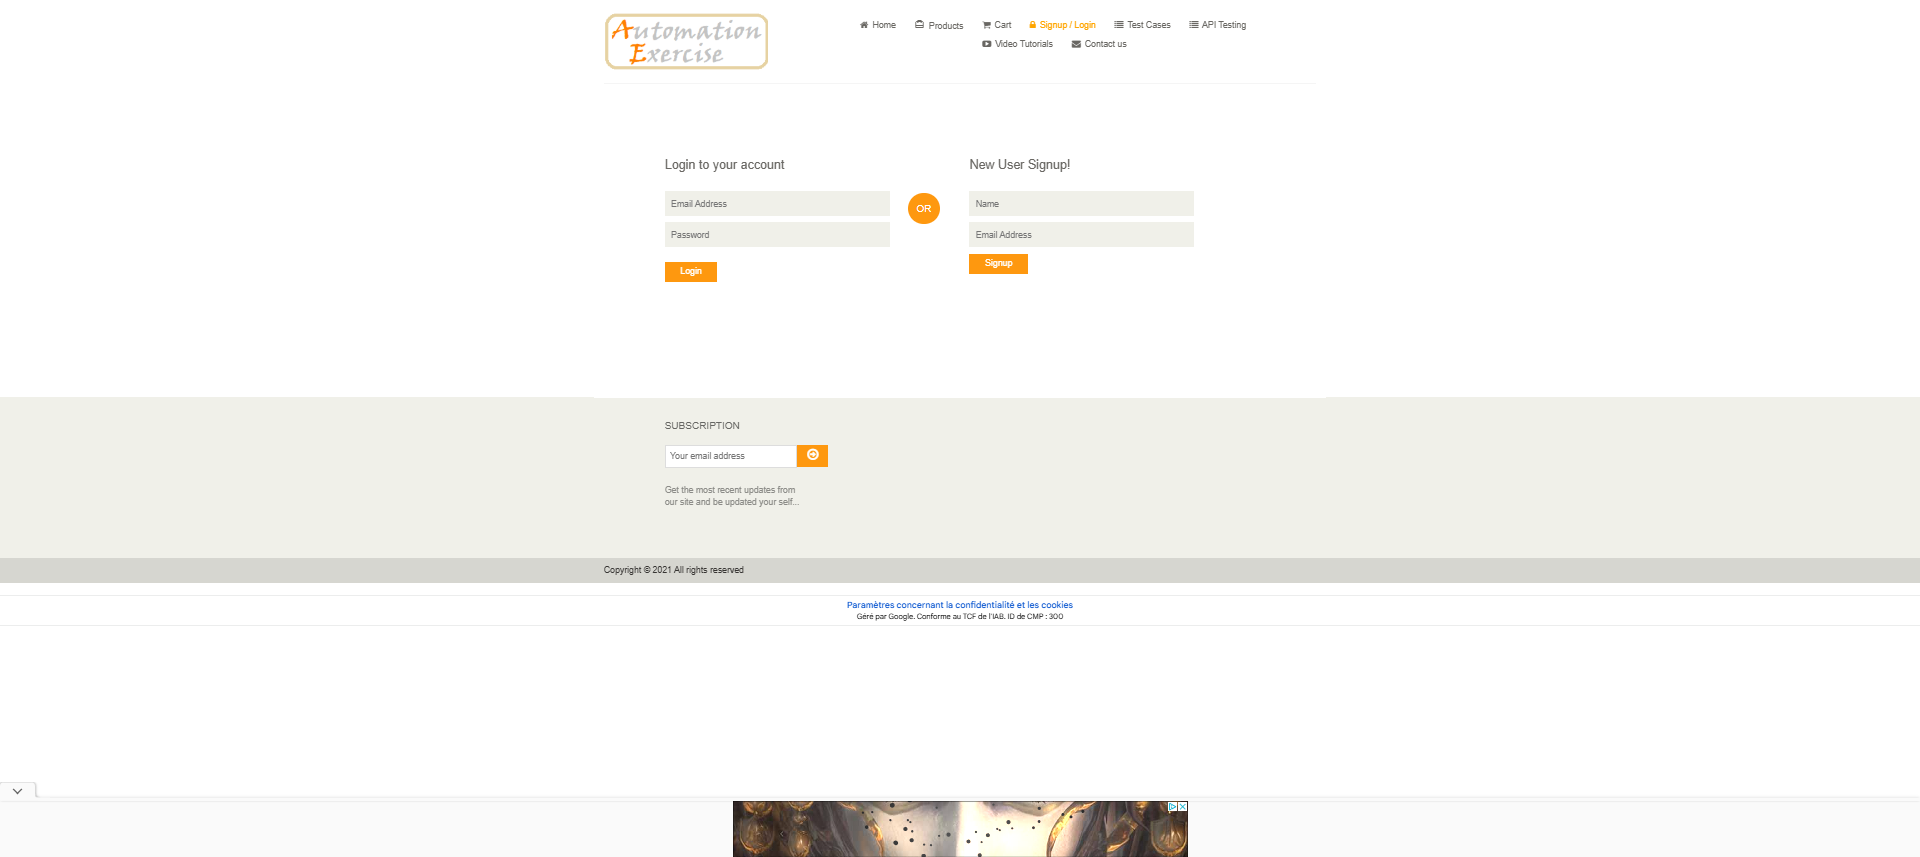 Automation
Exercise
Home Products Cart Signup / Login Test Cases API Testing
Video Tutorials Contact us
Login to your account
Email Address
Password
Login
OR
New User Signup!
Name
Email Address
Signup
SUBSCRIPTION
Your email address
Get the most recent updates from
our site and be updated your self...
Copyright © 2021 All rights reserved
Paramètres concernant la confidentialité et les cookies
Géré par Google. Conforme au TCF de l'IAB. ID de CMP : 300